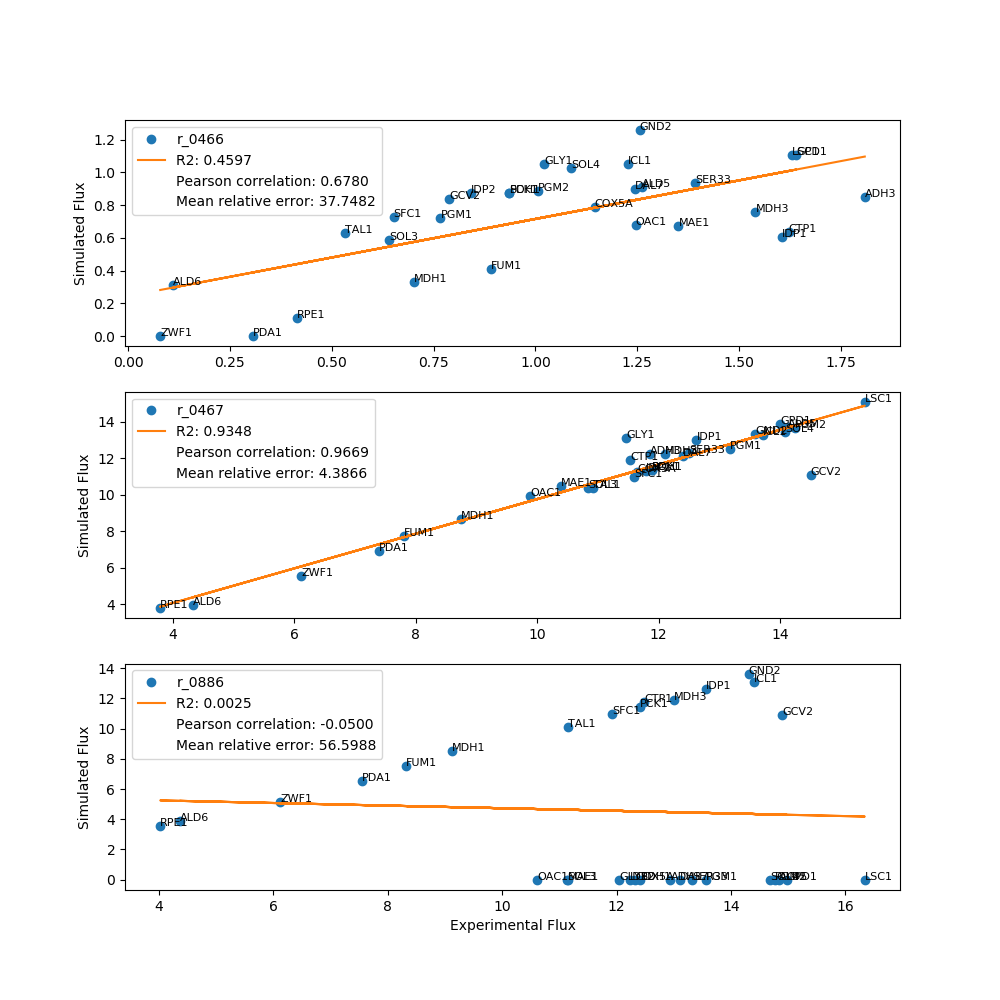 r_0466
R2: 0.4597
Pearson correlation: 0.6780
Mean relative error: 37.7482
Simulated Flux
1.2
1.0
0.8
0.6
0.4
0.2
0.0
GND2
GLY1
SOL4
ICL1
ADH3
SER33
ALD5
IDP2
GCV2
PGM2
COX5A
SFC1
PGM1
TAL1
SOL3
OAC1
MAE1
MDH3
CTP1
IDP1
FUM1
MDH1
ALD6
RPE1
ZWF1
PDA1
0.00 0.25 0.50 0.75 1.00 1.25 1.50 1.75
r_0467
R2: 0.9348
Pearson correlation: 0.9669
Mean relative error: 4.3866
Simulated Flux
14
12
10
8
6
4
LSC1
GPD1
GLY1
IDP1
PGM1
CTP1
GCV2
SFC1
MAE1
OAC1
MDH1
FUM1
PDA1
ZWF1
RPE1
ALD6
4 6 8 10 12 14
r_0886
R2: 0.0025
Pearson correlation: -0.0500
Mean relative error: 56.5988
Simulated Flux
14
12
10
8
6
4
2
0
GND2
ICL1
IDP1
MDH3
CTP1
PCK1
SFC1
GCV2
TAL1
MDH1
FUM1
PDA1
ZWF1
RPE1
ALD6
OAC1
LSC1
4 6 8 10 12 14 16
Experimental Flux